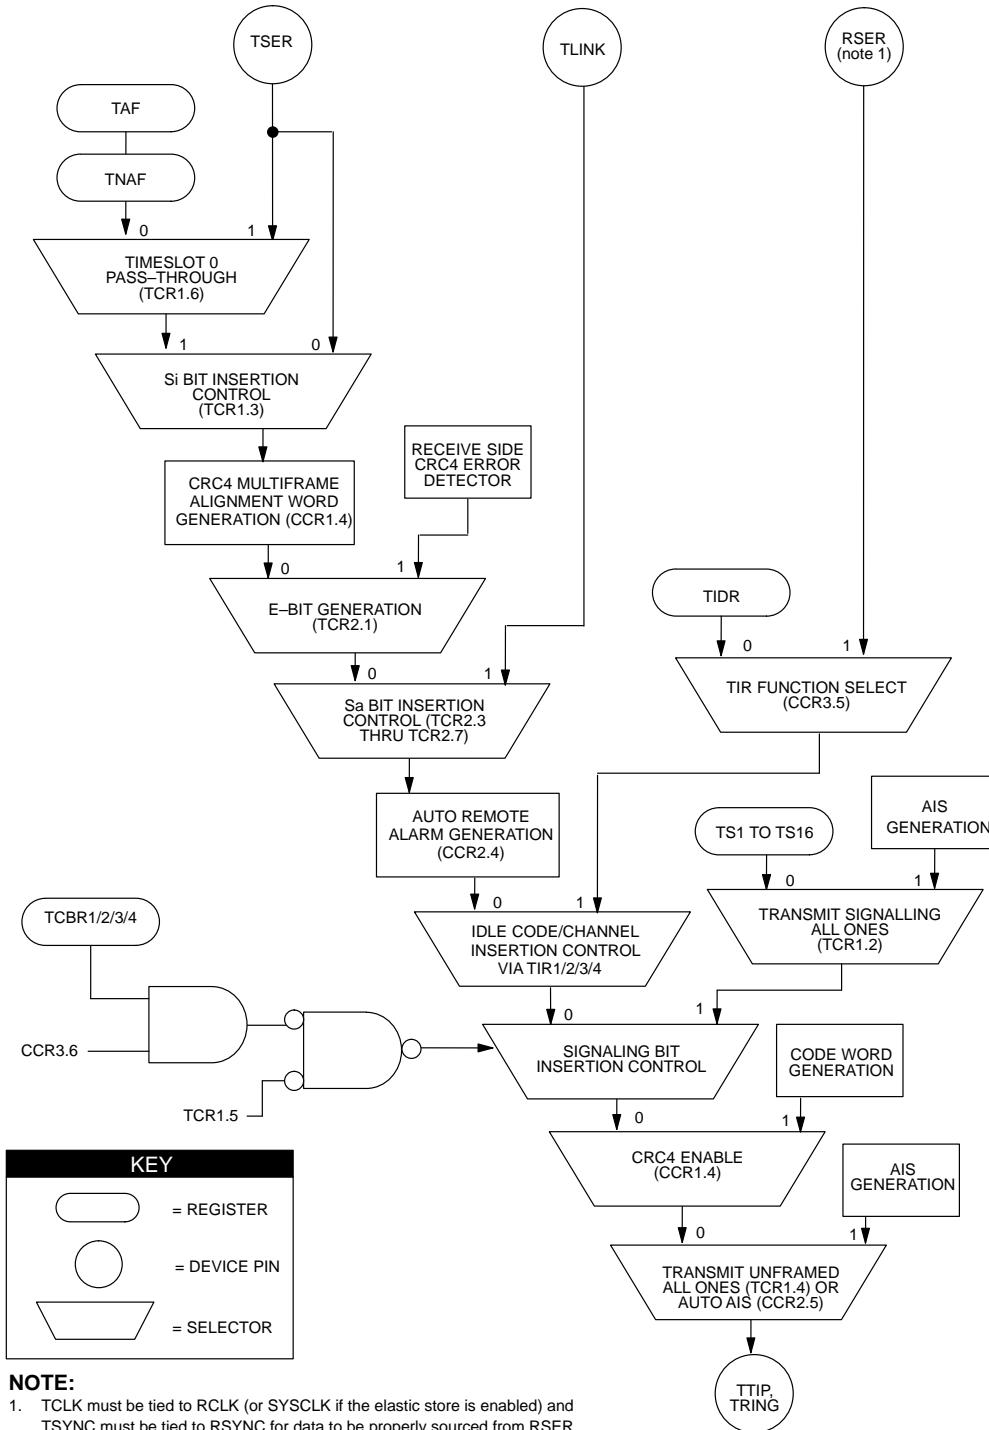 TSER
TLINK
RSER
(note 1)
TAF
TNAF
0
1
TIMESLOT 0
PASS–THROUGH
(TCR1.6)
1
0
Si BIT INSERTION
CONTROL
(TCR1.3)
RECEIVE SIDE
CRC4 ERROR
DETECTOR
CRC4 MULTIFRAME
ALIGNMENT WORD
GENERATION (CCR1.4)
0
1
E–BIT GENERATION
(TCR2.1)
TIDR
0
1
TIR FUNCTION SELECT
(CCR3.5)
0
1
Sa BIT INSERTION
CONTROL (TCR2.3
THRU TCR2.7)
AUTO REMOTE
ALARM GENERATION
(CCR2.4)
TS1 TO TS16
AIS
GENERATION
0
1
TRANSMIT SIGNALLING
ALL ONES
(TCR1.2)
0
1
IDLE CODE/CHANNEL
INSERTION CONTROL
VIA TIR1/2/3/4
TCBR1/2/3/4
CCR3.6
TCR1.5
0
1
SIGNALING BIT
INSERTION CONTROL
CODE WORD
GENERATION
0
1
CRC4 ENABLE
(CCR1.4)
AIS
GENERATION
0
1
TRANSMIT UNFRAMED
ALL ONES (TCR1.4) OR
AUTO AIS (CCR2.5)
TTIP,
TRING
KEY
= REGISTER
= DEVICE PIN
= SELECTOR
NOTE:
1. TCLK must be tied to RCLK (or SYSCLK if the elastic store is enabled) and
TSYNC must be tied to RSYNC for data to be properly sourced from RSER